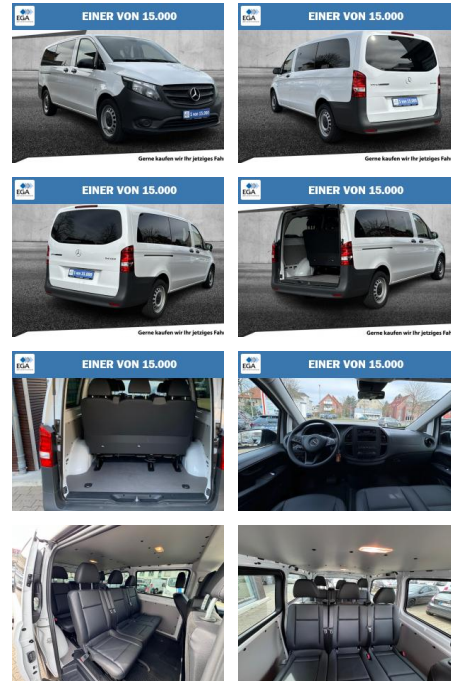 EGA
EINER VON 15.000
EGA
EINER VON 15.000
Gerne kaufen wir Ihr jetziges Fah
Gerne kaufen wir Ihr jetziges Fahr
EGA
EINER VON 15.000
EGA
EINER VON 15.000
Gerne kaufen wir Ihr jetziges Fahr
Gerne kaufen wir Ihr jetziges Fahr
EGA
EINER VON 15.000
EGA
EINER VON 15.000